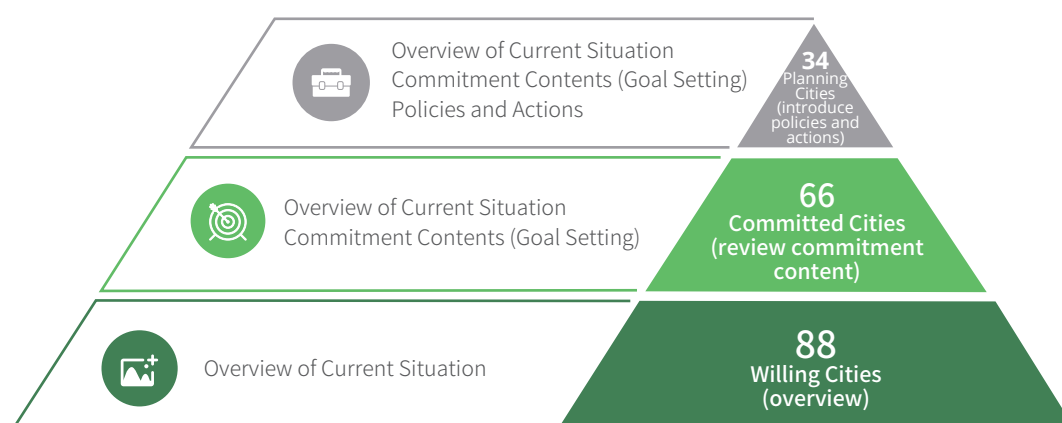 Overview of Current Situation
Commitment Contents (Goal Setting)
Policies and Actions
34
Planning
Cities
(introduce
policies and
actions)
Overview of Current Situation
Commitment Contents (Goal Setting)
66
Committed Cities
(review commitment
content)
Overview of Current Situation
88
Willing Cities
(overview)